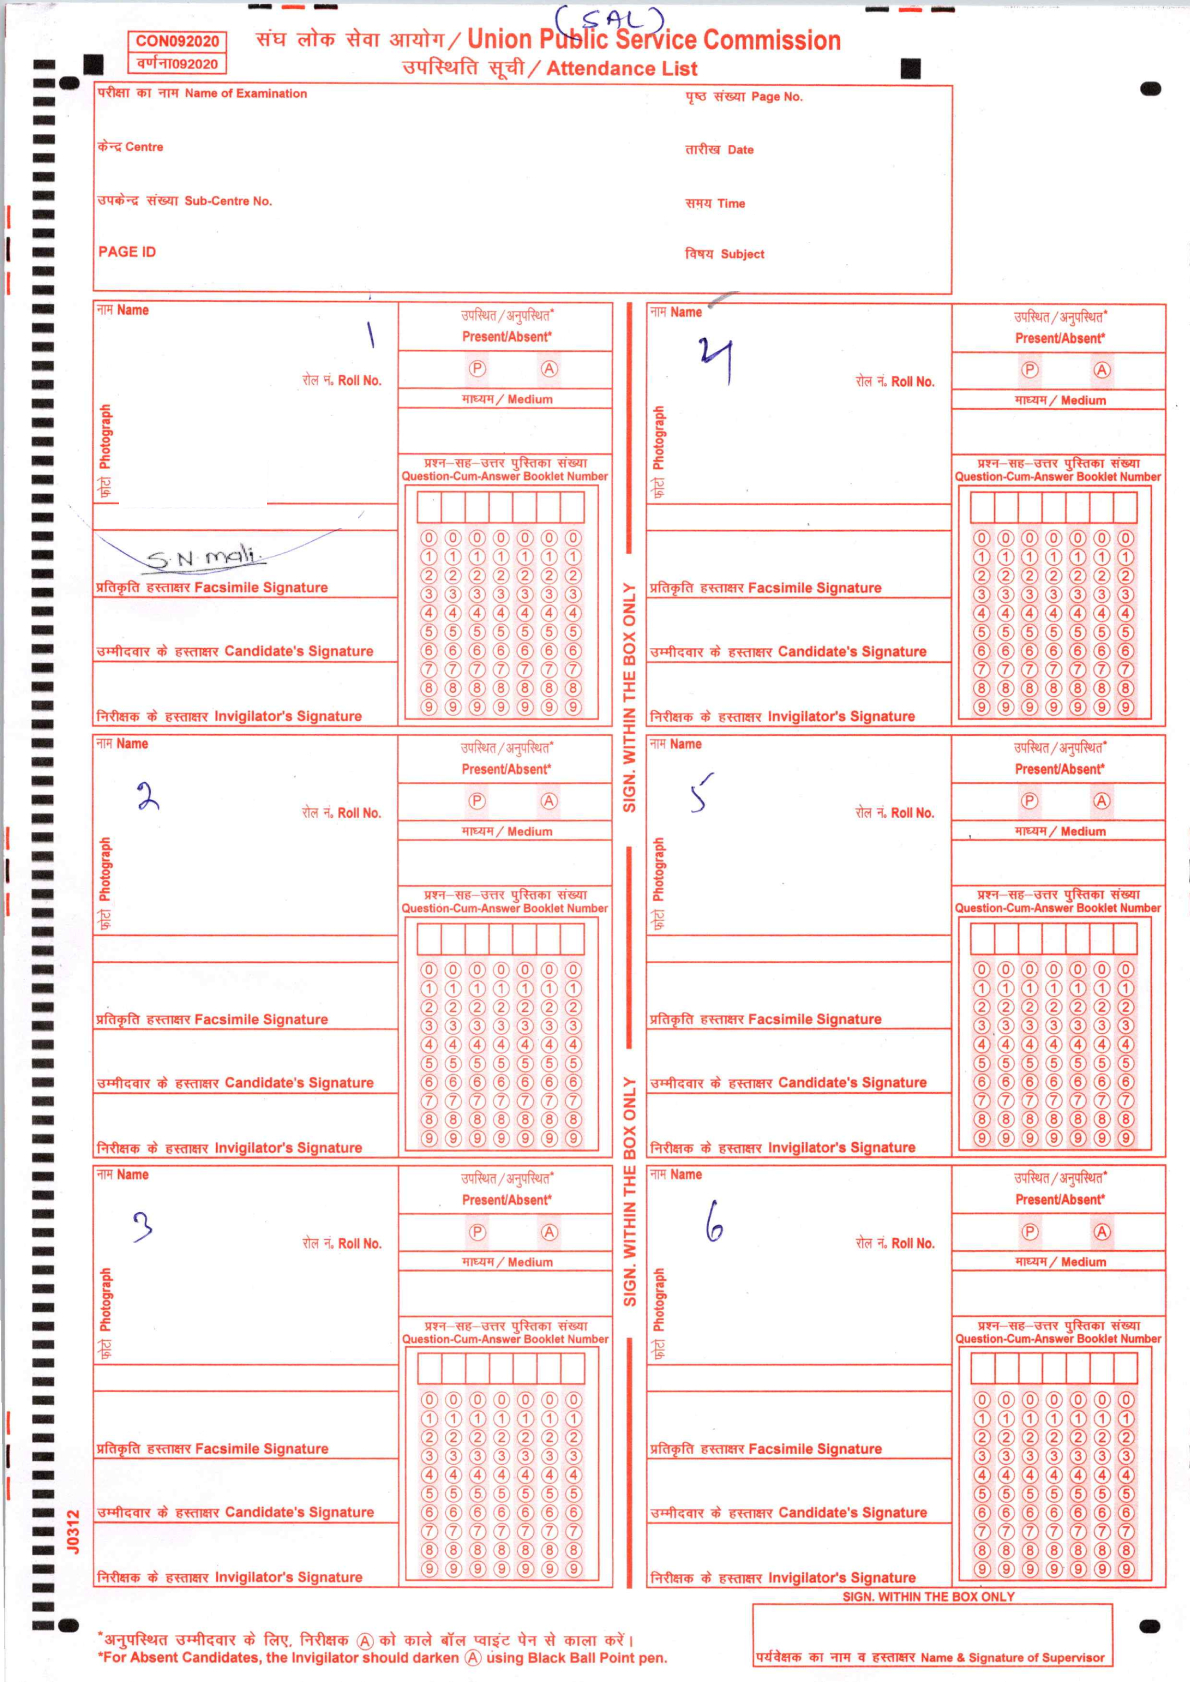 (SAL)
CON092020
वर्णना092020
संघ लोक सेवा आयोग / Union Public Service Commission
उपस्थिति सूची / Attendance List
परीक्षा का नाम Name of Examination
पृष्ठ संख्या Page No.
केन्द्र Centre
तारीख Date
उपकेन्द्र संख्या Sub-Centre No.
समय Time
PAGE ID
विषय Subject
नाम Name
1
रोल नं. Roll No.
फोटो Photograph
उपस्थित / अनुपस्थित*
Present/Absent*
P A
माध्यम / Medium
प्रश्न–सह–उत्तर पुस्तिका संख्या
Question-Cum-Answer Booklet Number
0 0 0 0 0 0 0
1 1 1 1 1 1 1
2 2 2 2 2 2 2
3 3 3 3 3 3 3
4 4 4 4 4 4 4
5 5 5 5 5 5 5
6 6 6 6 6 6 6
7 7 7 7 7 7 7
8 8 8 8 8 8 8
9 9 9 9 9 9 9
S.N.mali.
प्रतिकृति हस्ताक्षर Facsimile Signature
उम्मीदवार के हस्ताक्षर Candidate's Signature
निरीक्षक के हस्ताक्षर Invigilator's Signature
नाम Name
4
रोल नं. Roll No.
फोटो Photograph
उपस्थित / अनुपस्थित*
Present/Absent*
P A
माध्यम / Medium
प्रश्न–सह–उत्तर पुस्तिका संख्या
Question-Cum-Answer Booklet Number
0 0 0 0 0 0 0
1 1 1 1 1 1 1
2 2 2 2 2 2 2
3 3 3 3 3 3 3
4 4 4 4 4 4 4
5 5 5 5 5 5 5
6 6 6 6 6 6 6
7 7 7 7 7 7 7
8 8 8 8 8 8 8
9 9 9 9 9 9 9
प्रतिकृति हस्ताक्षर Facsimile Signature
उम्मीदवार के हस्ताक्षर Candidate's Signature
निरीक्षक के हस्ताक्षर Invigilator's Signature
SIGN. WITHIN THE BOX ONLY
नाम Name
2
रोल नं. Roll No.
फोटो Photograph
उपस्थित / अनुपस्थित*
Present/Absent*
P A
माध्यम / Medium
प्रश्न–सह–उत्तर पुस्तिका संख्या
Question-Cum-Answer Booklet Number
0 0 0 0 0 0 0
1 1 1 1 1 1 1
2 2 2 2 2 2 2
3 3 3 3 3 3 3
4 4 4 4 4 4 4
5 5 5 5 5 5 5
6 6 6 6 6 6 6
7 7 7 7 7 7 7
8 8 8 8 8 8 8
9 9 9 9 9 9 9
प्रतिकृति हस्ताक्षर Facsimile Signature
उम्मीदवार के हस्ताक्षर Candidate's Signature
निरीक्षक के हस्ताक्षर Invigilator's Signature
नाम Name
5
रोल नं. Roll No.
फोटो Photograph
उपस्थित / अनुपस्थित*
Present/Absent*
P A
माध्यम / Medium
प्रश्न–सह–उत्तर पुस्तिका संख्या
Question-Cum-Answer Booklet Number
0 0 0 0 0 0 0
1 1 1 1 1 1 1
2 2 2 2 2 2 2
3 3 3 3 3 3 3
4 4 4 4 4 4 4
5 5 5 5 5 5 5
6 6 6 6 6 6 6
7 7 7 7 7 7 7
8 8 8 8 8 8 8
9 9 9 9 9 9 9
प्रतिकृति हस्ताक्षर Facsimile Signature
उम्मीदवार के हस्ताक्षर Candidate's Signature
निरीक्षक के हस्ताक्षर Invigilator's Signature
SIGN. WITHIN THE BOX ONLY
नाम Name
3
रोल नं. Roll No.
फोटो Photograph
उपस्थित / अनुपस्थित*
Present/Absent*
P A
माध्यम / Medium
प्रश्न–सह–उत्तर पुस्तिका संख्या
Question-Cum-Answer Booklet Number
0 0 0 0 0 0 0
1 1 1 1 1 1 1
2 2 2 2 2 2 2
3 3 3 3 3 3 3
4 4 4 4 4 4 4
5 5 5 5 5 5 5
6 6 6 6 6 6 6
7 7 7 7 7 7 7
8 8 8 8 8 8 8
9 9 9 9 9 9 9
प्रतिकृति हस्ताक्षर Facsimile Signature
उम्मीदवार के हस्ताक्षर Candidate's Signature
निरीक्षक के हस्ताक्षर Invigilator's Signature
नाम Name
6
रोल नं. Roll No.
फोटो Photograph
उपस्थित / अनुपस्थित*
Present/Absent*
P A
माध्यम / Medium
प्रश्न–सह–उत्तर पुस्तिका संख्या
Question-Cum-Answer Booklet Number
0 0 0 0 0 0 0
1 1 1 1 1 1 1
2 2 2 2 2 2 2
3 3 3 3 3 3 3
4 4 4 4 4 4 4
5 5 5 5 5 5 5
6 6 6 6 6 6 6
7 7 7 7 7 7 7
8 8 8 8 8 8 8
9 9 9 9 9 9 9
प्रतिकृति हस्ताक्षर Facsimile Signature
उम्मीदवार के हस्ताक्षर Candidate's Signature
निरीक्षक के हस्ताक्षर Invigilator's Signature
J0312
SIGN. WITHIN THE BOX ONLY
*अनुपस्थित उम्मीदवार के लिए, निरीक्षक A को काले बॉल प्वाइंट पेन से काला करें।
*For Absent Candidates, the Invigilator should darken A using Black Ball Point pen.
पर्यवेक्षक का नाम व हस्ताक्षर Name & Signature of Supervisor